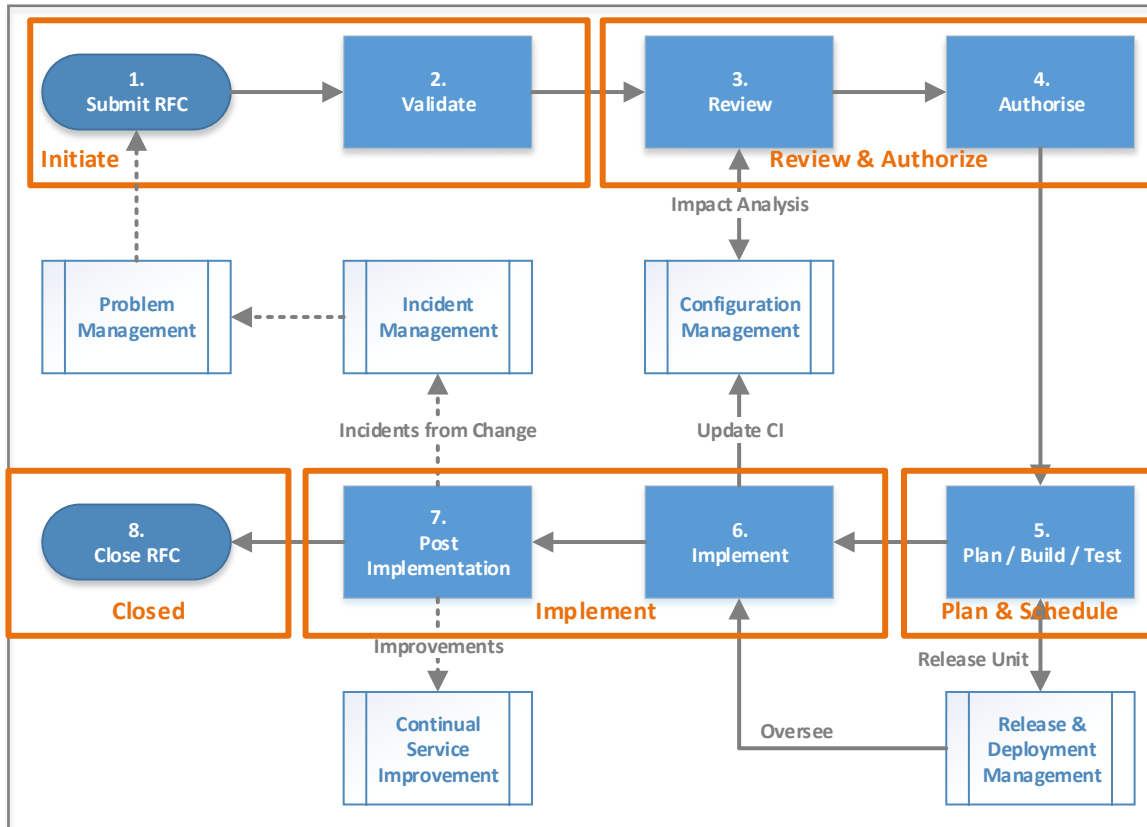 1.
Submit RFC
2.
Validate
3.
Review
4.
Authorise
Initiate
Review & Authorize
Impact Analysis
Problem
Management
Incident
Management
Configuration
Management
Incidents from Change
Update CI
8.
Close RFC
7.
Post
Implementation
6.
Implement
5.
Plan / Build / Test
Closed
Implement
Plan & Schedule
Improvements
Release Unit
Continual
Service
Improvement
Oversee
Release &
Deployment
Management